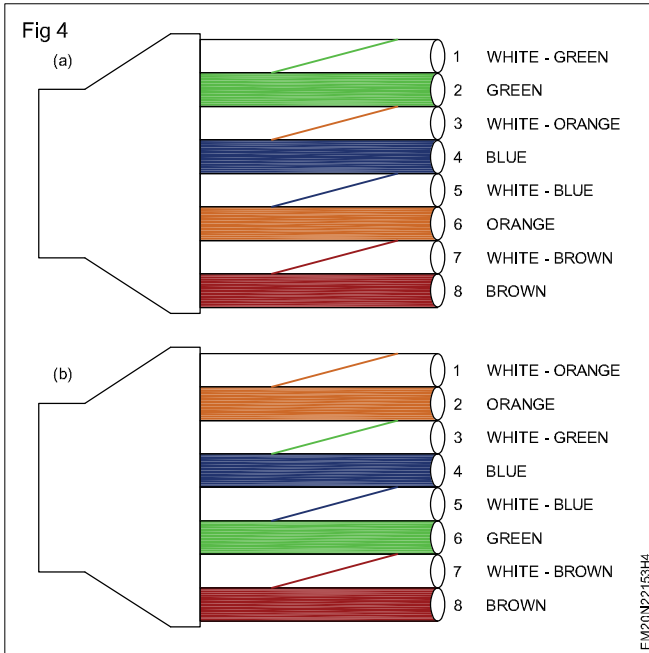 Fig 4
(a)
1 WHITE - GREEN
2 GREEN
3 WHITE - ORANGE
4 BLUE
5 WHITE - BLUE
6 ORANGE
7 WHITE - BROWN
8 BROWN
(b)
1 WHITE - ORANGE
2 ORANGE
3 WHITE - GREEN
4 BLUE
5 WHITE - BLUE
6 GREEN
7 WHITE - BROWN
8 BROWN
EM20N22153H4